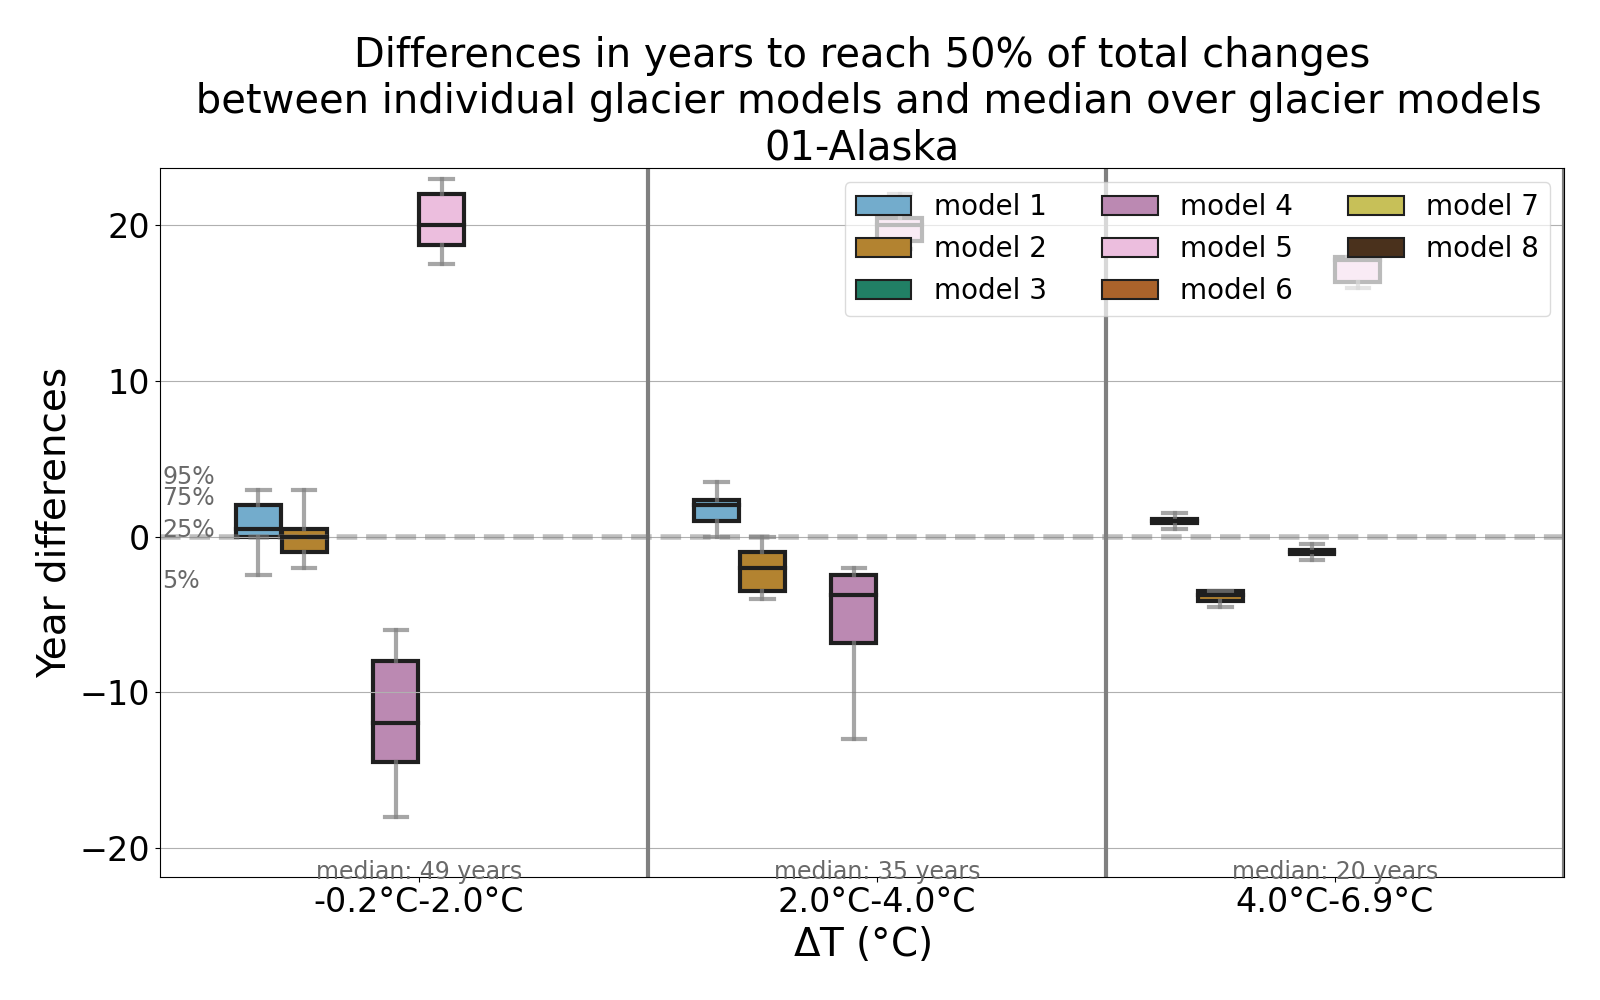 Differences in years to reach 50% of total changes
between individual glacier models and median over glacier models
01-Alaska
model 1
model 4
model 7
model 2
model 5
model 8
model 3
model 6
20
10
0
−10
−20
Year differences
95%
75%
25%
5%
median: 49 years
median: 35 years
median: 20 years
-0.2°C-2.0°C
2.0°C-4.0°C
4.0°C-6.9°C
ΔT (°C)